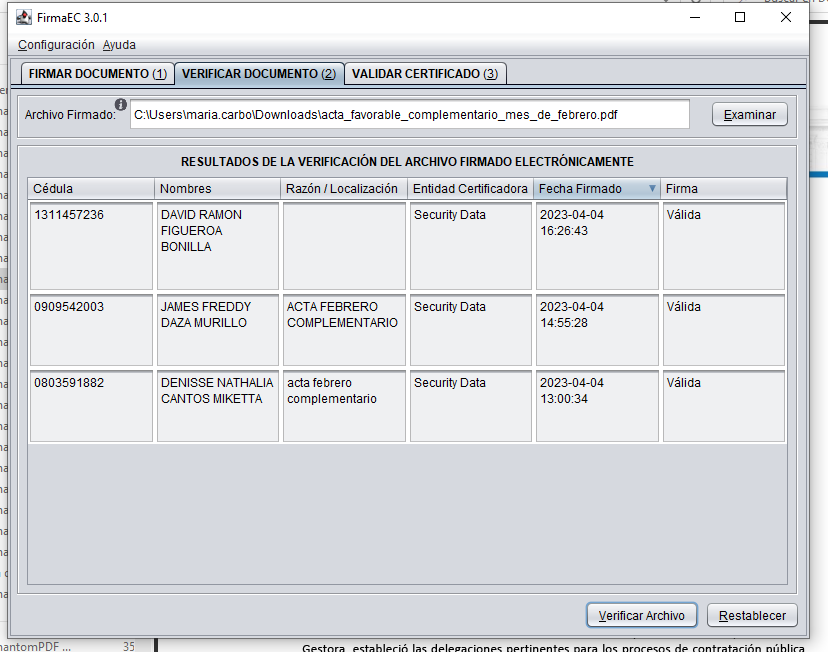 FirmaEC 3.0.1
Configuración Ayuda
FIRMAR DOCUMENTO (1) VERIFICAR DOCUMENTO (2) VALIDAR CERTIFICADO (3)
Archivo Firmado: C:\Users\maria.carbo\Downloads\acta_favorable_complementario_mes_de_febrero.pdf Examinar
RESULTADOS DE LA VERIFICACIÓN DEL ARCHIVO FIRMADO ELECTRÓNICAMENTE
Cédula Nombres Razón / Localización Entidad Certificadora Fecha Firmado Firma
1311457236 DAVID RAMON Security Data 2023-04-04 Válida
FIGUEROA 16:26:43
BONILLA
0909542003 JAMES FREDDY ACTA FEBRERO Security Data 2023-04-04 Válida
DAZA MURILLO COMPLEMENTARIO 14:55:28
0803591882 DENISSE NATHALIA acta febrero Security Data 2023-04-04 Válida
CANTOS MIKETTA complementario 13:00:34
Verificar Archivo Restablecer
antomPDF ... 35
Gestora, estableció las delegaciones pertinentes para los procesos de contratación pública